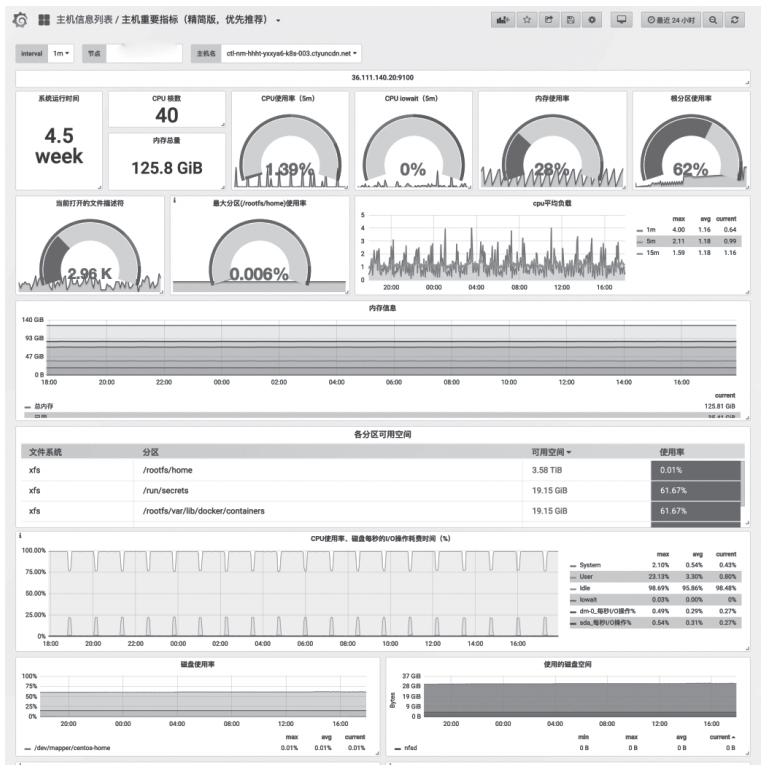 主机信息列表 / 主机重要指标（精简版，优先推荐）
最近 24 小时
interval 1m 节点 主机名 ctl-nm-hhht-yxxya6-k8s-003.ctyuncdn.net
36.111.140.20:9100
系统运行时间
4.5
week
CPU 核数
40
内存总量
125.8 GiB
CPU使用率（5m）
1.39%
CPU iowait（5m）
0%
内存使用率
28%
根分区使用率
62%
当前打开的文件描述符
2.96 K
最大分区(/rootfs/home)使用率
0.006%
cpu平均负载
5
4
3
2
1
0
20:00 00:00 04:00 08:00 12:00 16:00
max avg current
1m 4.00 1.16 0.64
5m 2.11 1.18 0.99
15m 1.59 1.18 1.16
内存信息
140 GiB
93 GiB
47 GiB
0 B
18:00 20:00 22:00 00:00 02:00 04:00 06:00 08:00 10:00 12:00 14:00 16:00
current
总内存 125.81 GiB
各分区可用空间
文件系统 分区 可用空间 使用率
xfs /rootfs/home 3.58 TiB 0.01%
xfs /run/secrets 19.15 GiB 61.67%
xfs /rootfs/var/lib/docker/containers 19.15 GiB 61.67%
CPU使用率、磁盘每秒的I/O操作耗费时间（%）
100.00%
75.00%
50.00%
25.00%
0%
18:00 20:00 22:00 00:00 02:00 04:00 06:00 08:00 10:00 12:00 14:00 16:00
max avg current
System 2.10% 0.54% 0.43%
User 23.13% 3.30% 0.80%
Idle 98.69% 95.86% 98.48%
Iowait 0.03% 0.00% 0%
dm-0_每秒I/O操作% 0.49% 0.29% 0.27%
sda_每秒I/O操作% 0.54% 0.31% 0.27%
磁盘使用率
100%
75%
50%
25%
0%
20:00 00:00 04:00 08:00 12:00 16:00
max avg current
/dev/mapper/centos-home 0.01% 0.01% 0.01%
使用的磁盘空间
Bytes
37 GiB
28 GiB
19 GiB
9 GiB
0 B
20:00 00:00 04:00 08:00 12:00 16:00
min max avg current
nfsd 0 B 0 B 0 B